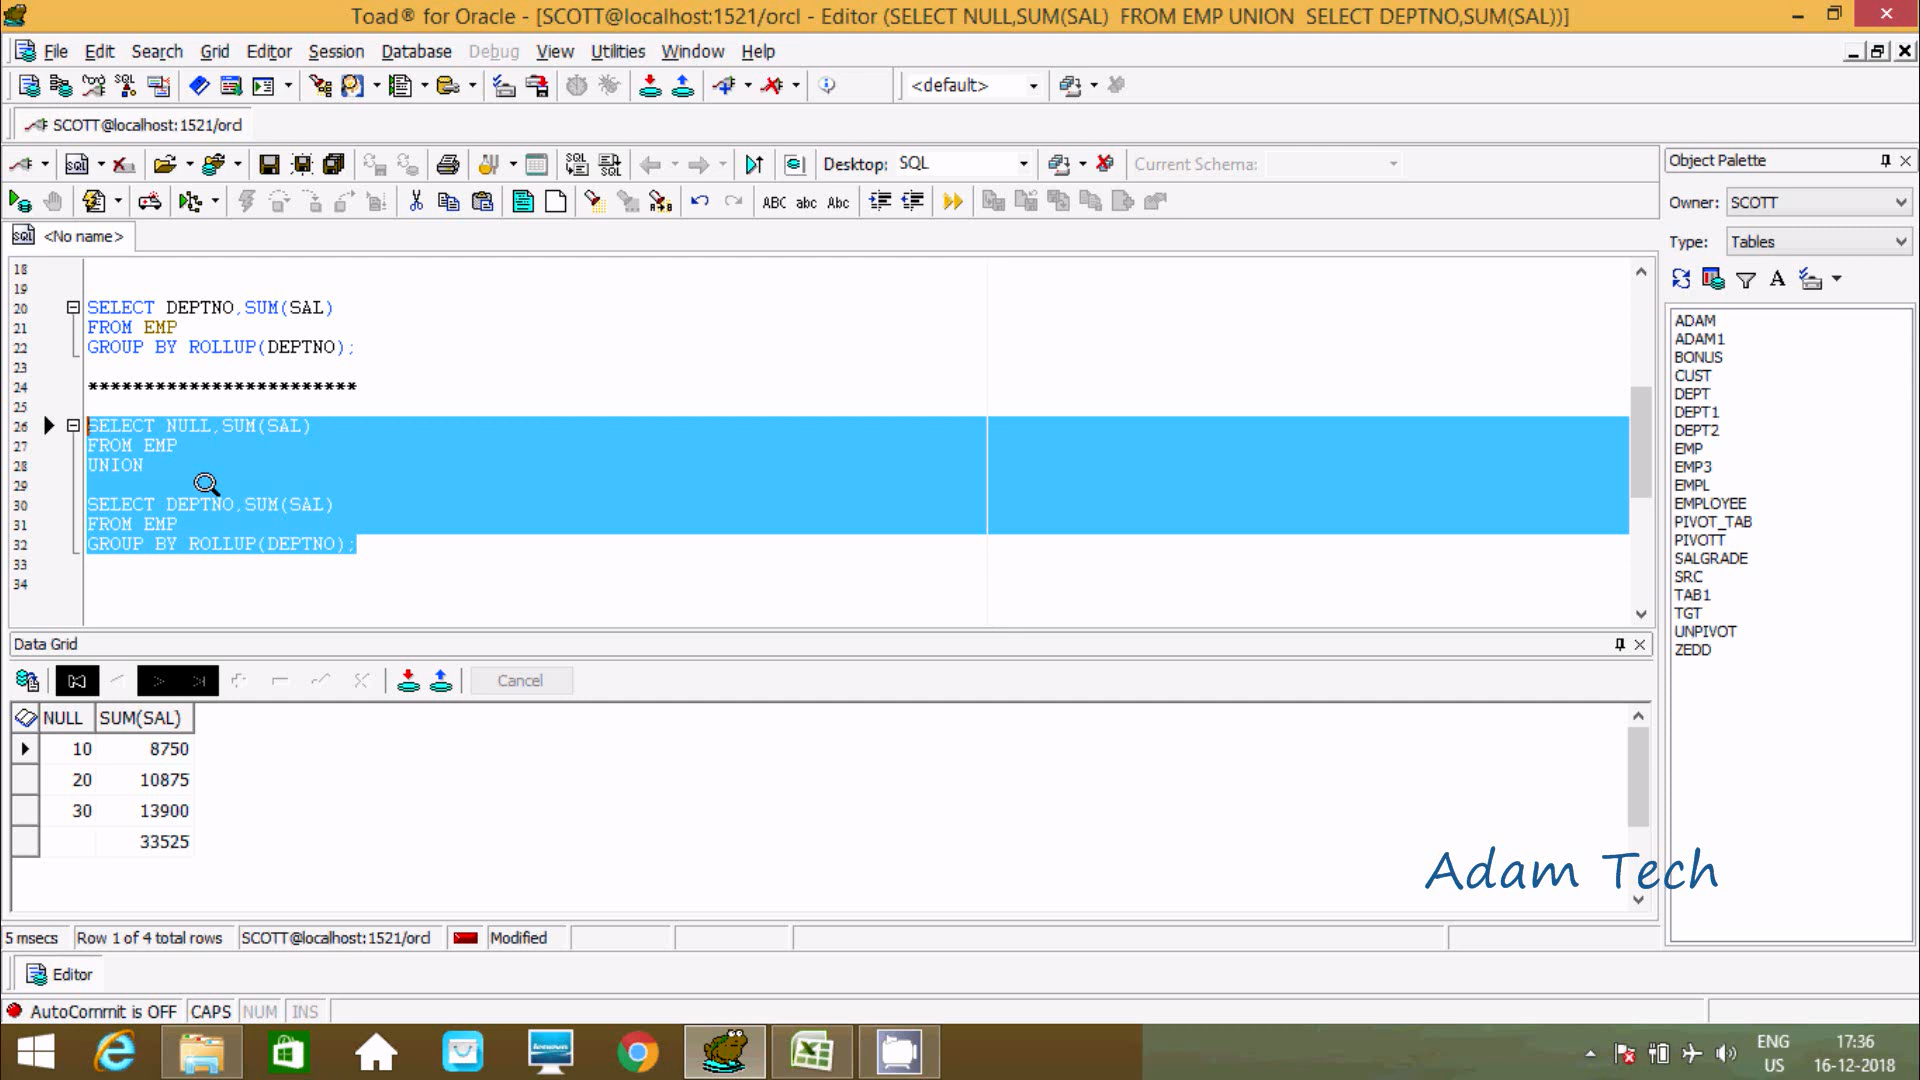 Toad® for Oracle - [SCOTT@localhost:1521/orcl - Editor (SELECT NULL,SUM(SAL)  FROM EMP UNION  SELECT DEPTNO,SUM(SAL))]
File Edit Search Grid Editor Session Database Debug View Utilities Window Help
<default>
SCOTT@localhost:1521/orcl
Desktop: SQL Current Schema:
<No name>
18
19
20 SELECT DEPTNO,SUM(SAL)
21 FROM EMP
22 GROUP BY ROLLUP(DEPTNO);
23
24 ************************
25
26 SELECT NULL,SUM(SAL)
27 FROM EMP
28 UNION
29
30 SELECT DEPTNO,SUM(SAL)
31 FROM EMP
32 GROUP BY ROLLUP(DEPTNO);
33
34
Object Palette
Owner: SCOTT
Type: Tables
ADAM
ADAM1
BONUS
CUST
DEPT
DEPT1
DEPT2
EMP
EMP3
EMPL
EMPLOYEE
PIVOT_TAB
PIVOTT
SALGRADE
SRC
TAB1
TGT
UNPIVOT
ZEDD
Data Grid
Cancel
NULL SUM(SAL)
10 8750
20 10875
30 13900
33525
Adam Tech
5 msecs Row 1 of 4 total rows SCOTT@localhost:1521/orcl Modified
Editor
AutoCommit is OFF CAPS NUM INS
ENG 17:36
US 16-12-2018